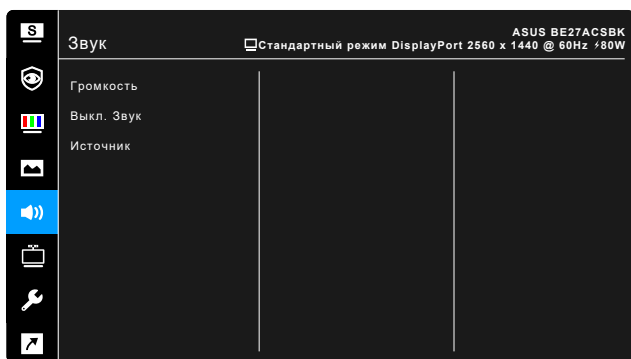 S
ASUS BE27ACSBK
Звук
Стандартный режим DisplayPort 2560 x 1440 @ 60Hz ⚡80W
Громкость
Выкл. Звук
Источник